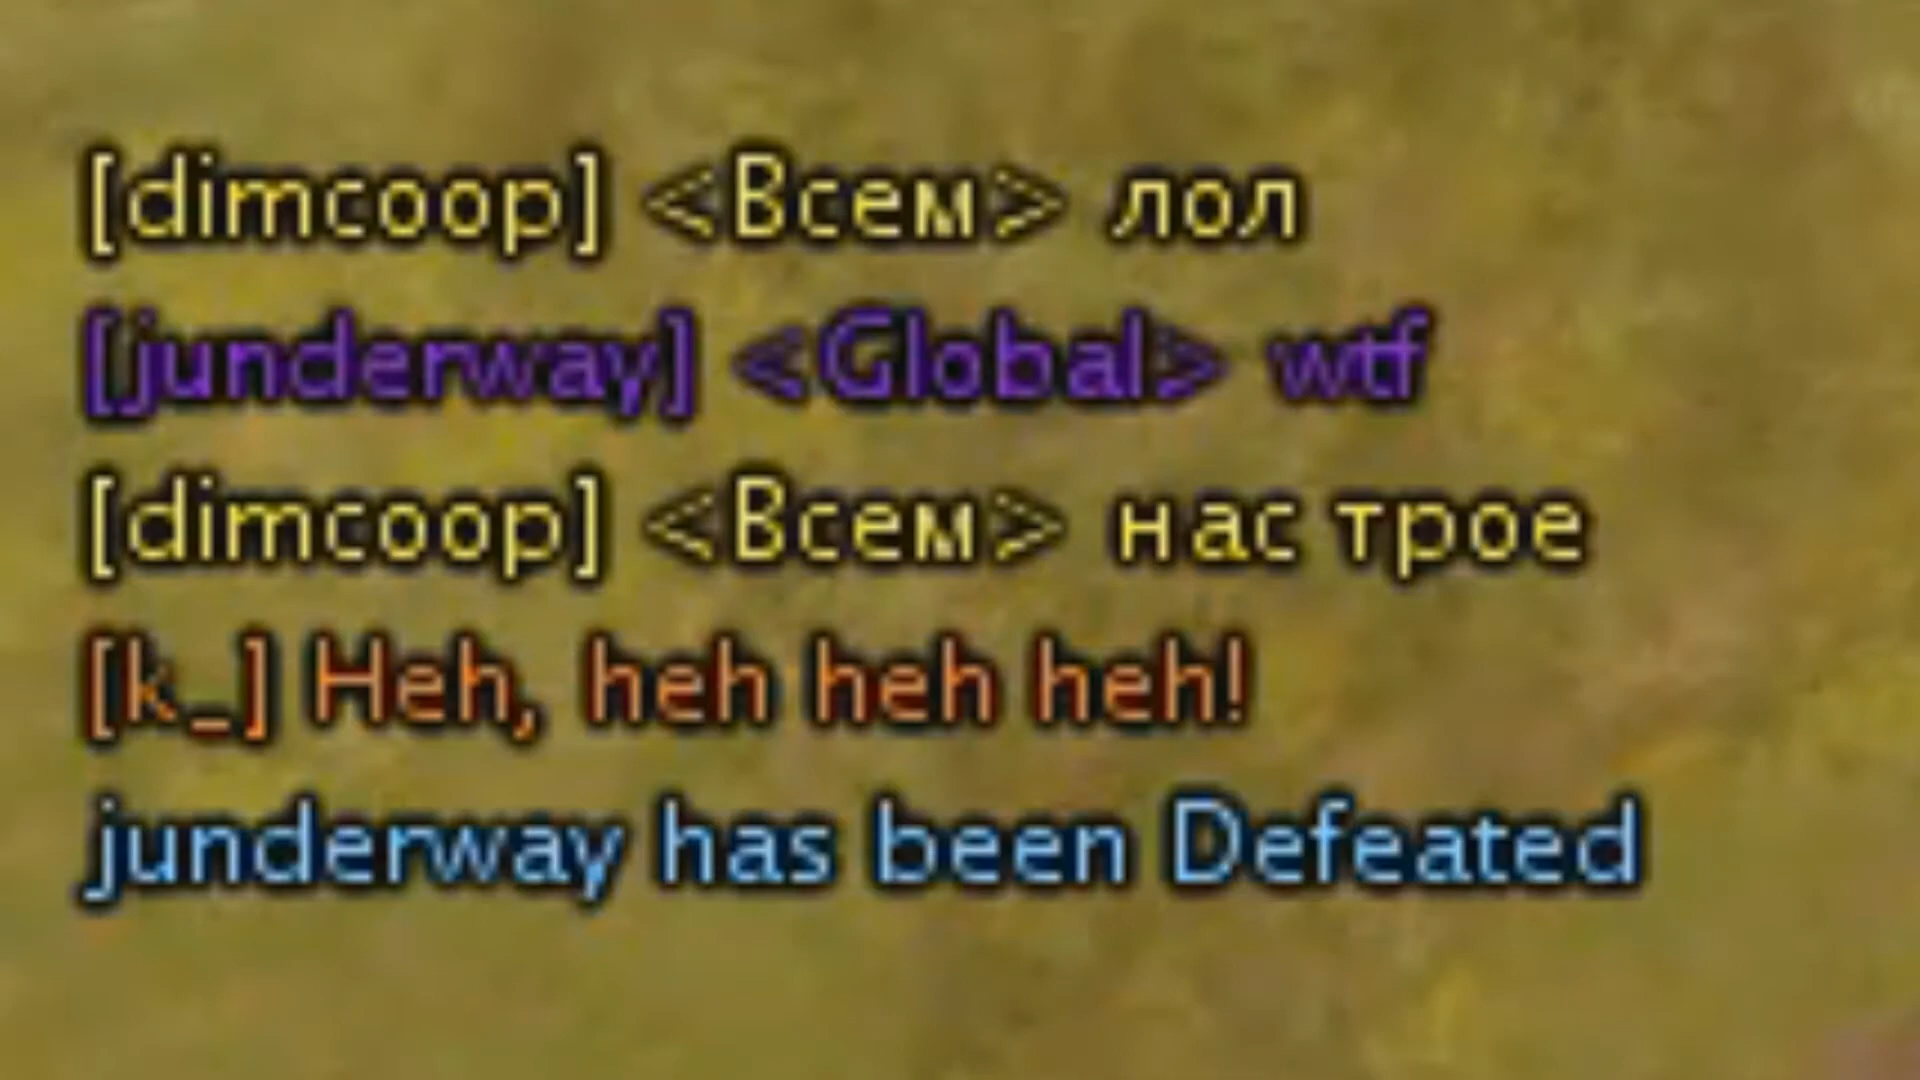 [dimcoop] <Всем> лол
[junderway] <Global> wtf
[dimcoop] <Всем> нас трое
[k_] Heh, heh heh heh!
junderway has been Defeated